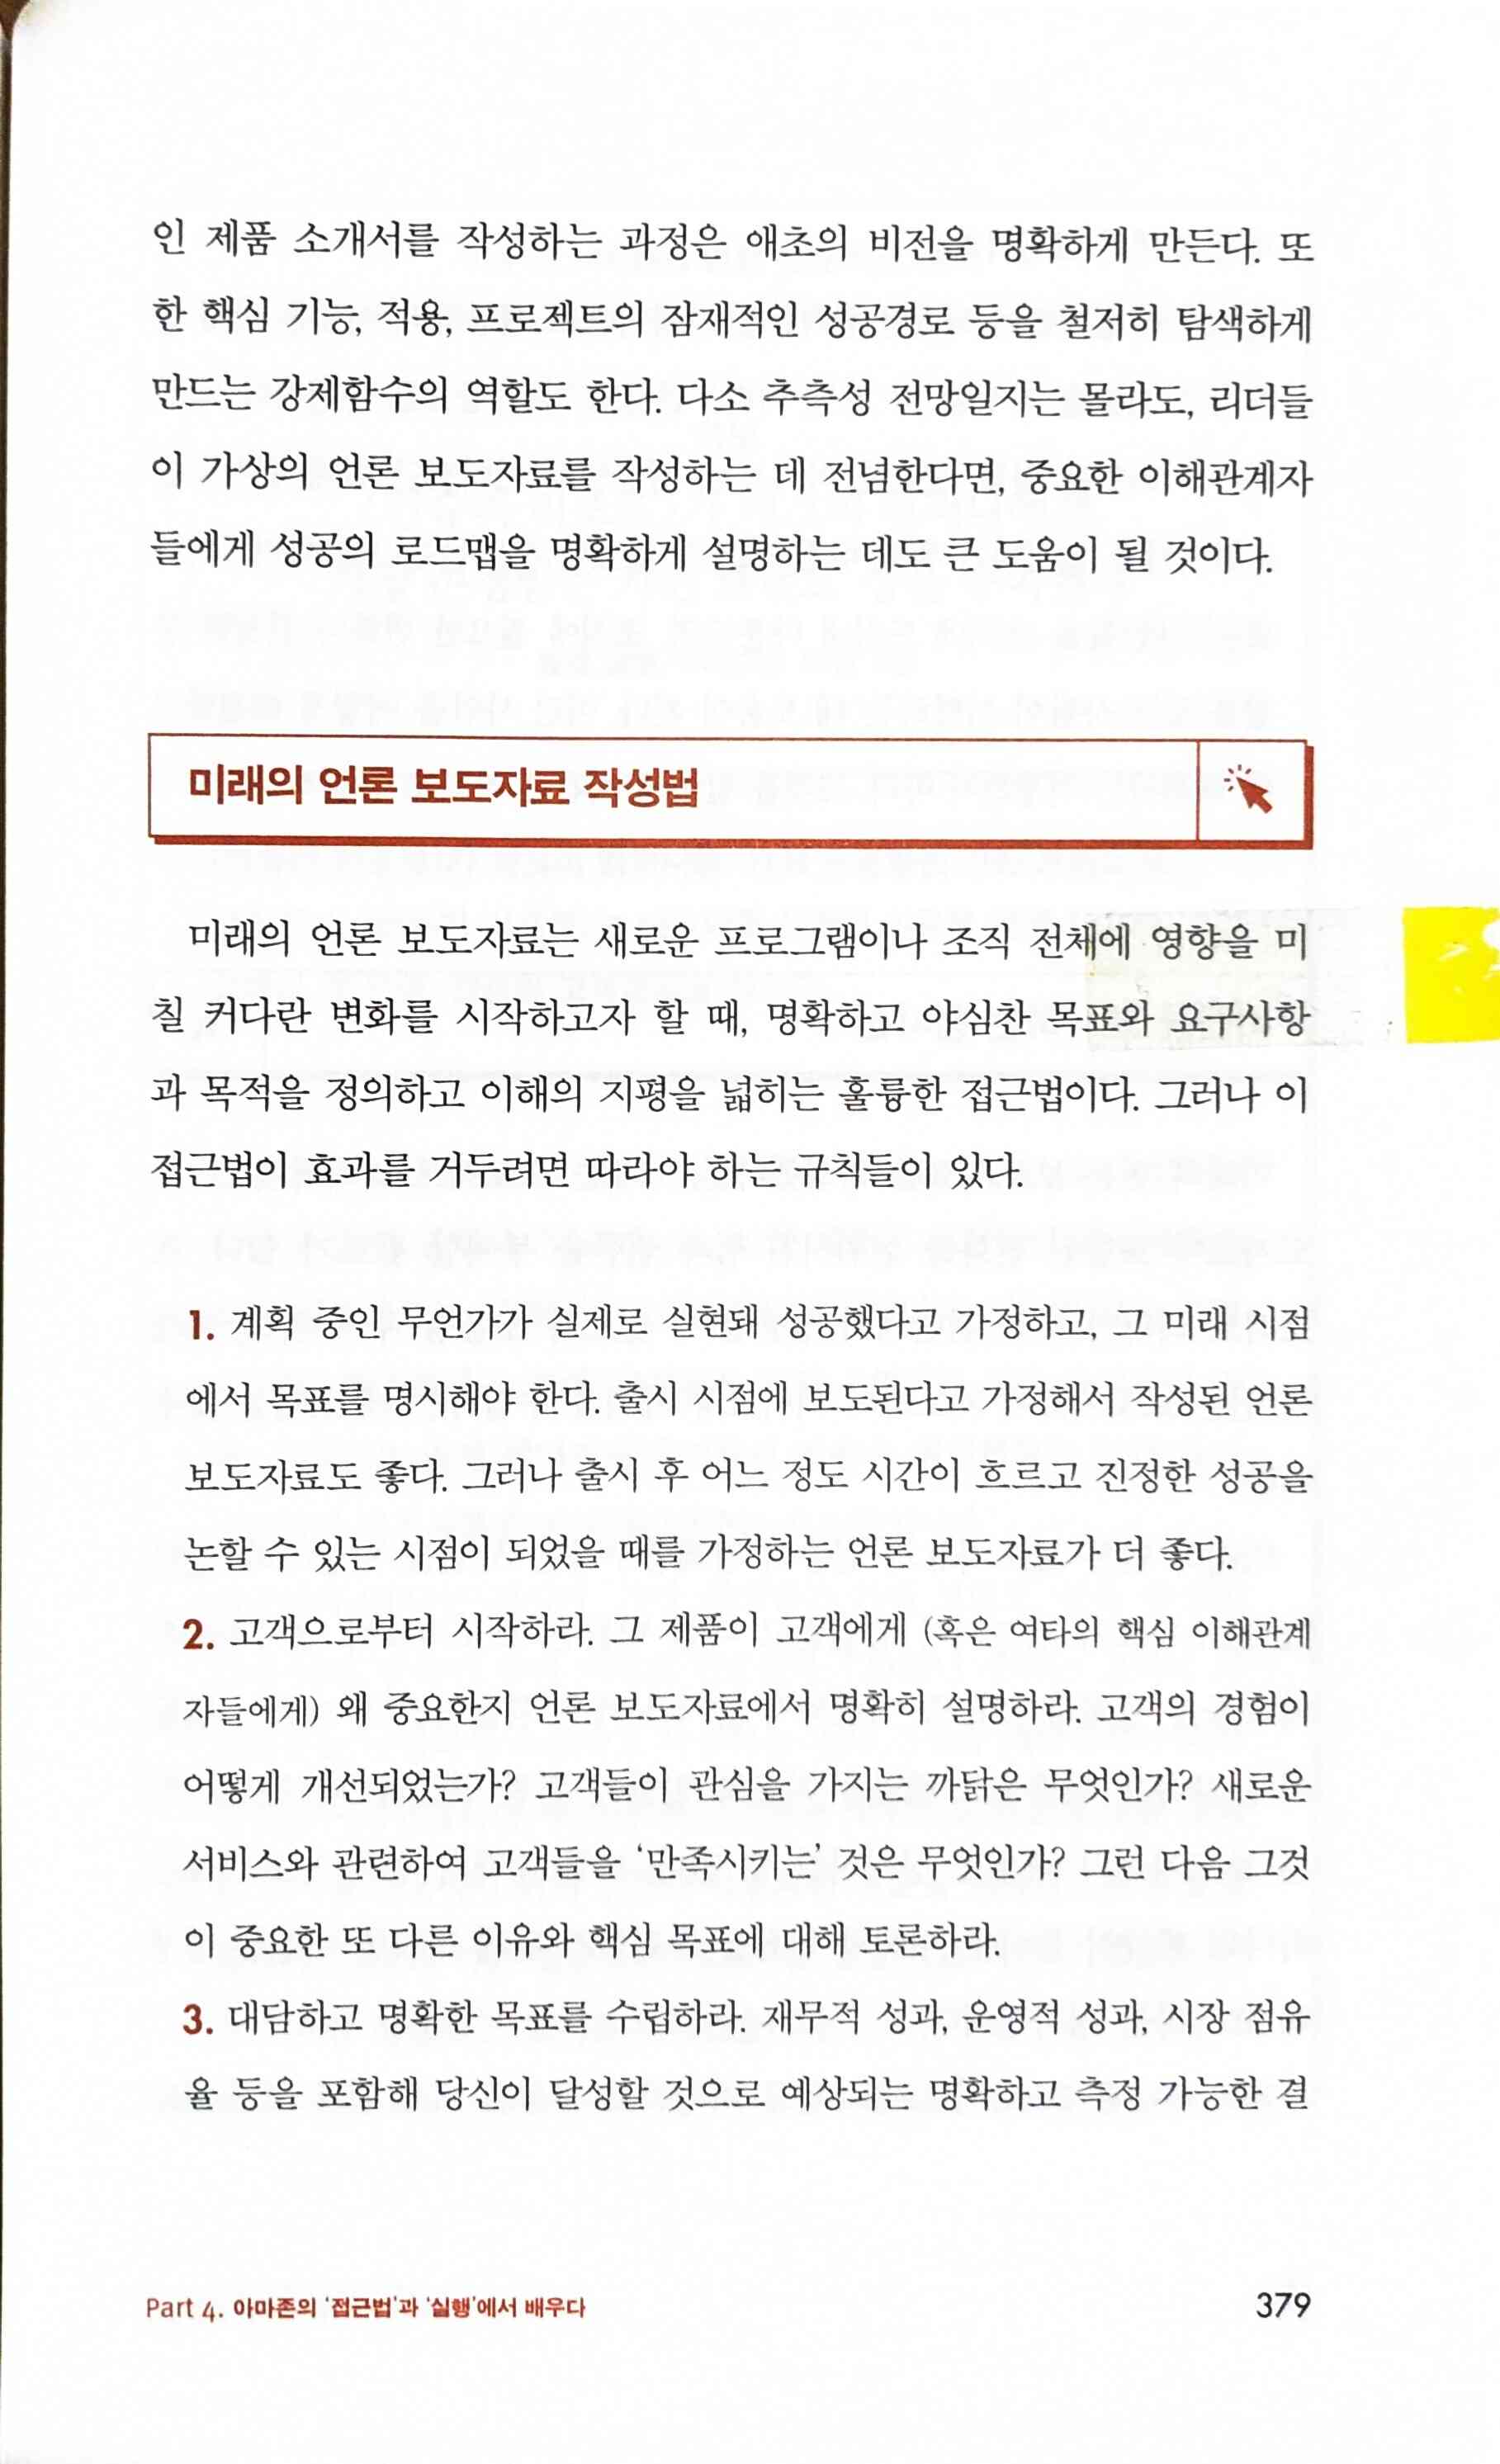 인 제품 소개서를 작성하는 과정은 애초의 비전을 명확하게 만든다. 또
한 핵심 기능, 적용, 프로젝트의 잠재적인 성공경로 등을 철저히 탐색하게
만드는 강제함수의 역할도 한다. 다소 추측성 전망일지는 몰라도, 리더들
이 가상의 언론 보도자료를 작성하는 데 전념한다면, 중요한 이해관계자
들에게 성공의 로드맵을 명확하게 설명하는 데도 큰 도움이 될 것이다.
미래의 언론 보도자료 작성법
미래의 언론 보도자료는 새로운 프로그램이나 조직 전체에 영향을 미
칠 커다란 변화를 시작하고자 할 때, 명확하고 야심찬 목표와 요구사항
과 목적을 정의하고 이해의 지평을 넓히는 훌륭한 접근법이다. 그러나 이
접근법이 효과를 거두려면 따라야 하는 규칙들이 있다.
1. 계획 중인 무언가가 실제로 실현돼 성공했다고 가정하고, 그 미래 시점
에서 목표를 명시해야 한다. 출시 시점에 보도된다고 가정해서 작성된 언론
보도자료도 좋다. 그러나 출시 후 어느 정도 시간이 흐르고 진정한 성공을
논할 수 있는 시점이 되었을 때를 가정하는 언론 보도자료가 더 좋다.
2. 고객으로부터 시작하라. 그 제품이 고객에게 (혹은 여타의 핵심 이해관계
자들에게) 왜 중요한지 언론 보도자료에서 명확히 설명하라. 고객의 경험이
어떻게 개선되었는가? 고객들이 관심을 가지는 까닭은 무엇인가? 새로운
서비스와 관련하여 고객들을 ‘만족시키는’ 것은 무엇인가? 그런 다음 그것
이 중요한 또 다른 이유와 핵심 목표에 대해 토론하라.
3. 대담하고 명확한 목표를 수립하라. 재무적 성과, 운영적 성과, 시장 점유
율 등을 포함해 당신이 달성할 것으로 예상되는 명확하고 측정 가능한 결
Part 4. 아마존의 ‘접근법’과 ‘실행’에서 배우다
379